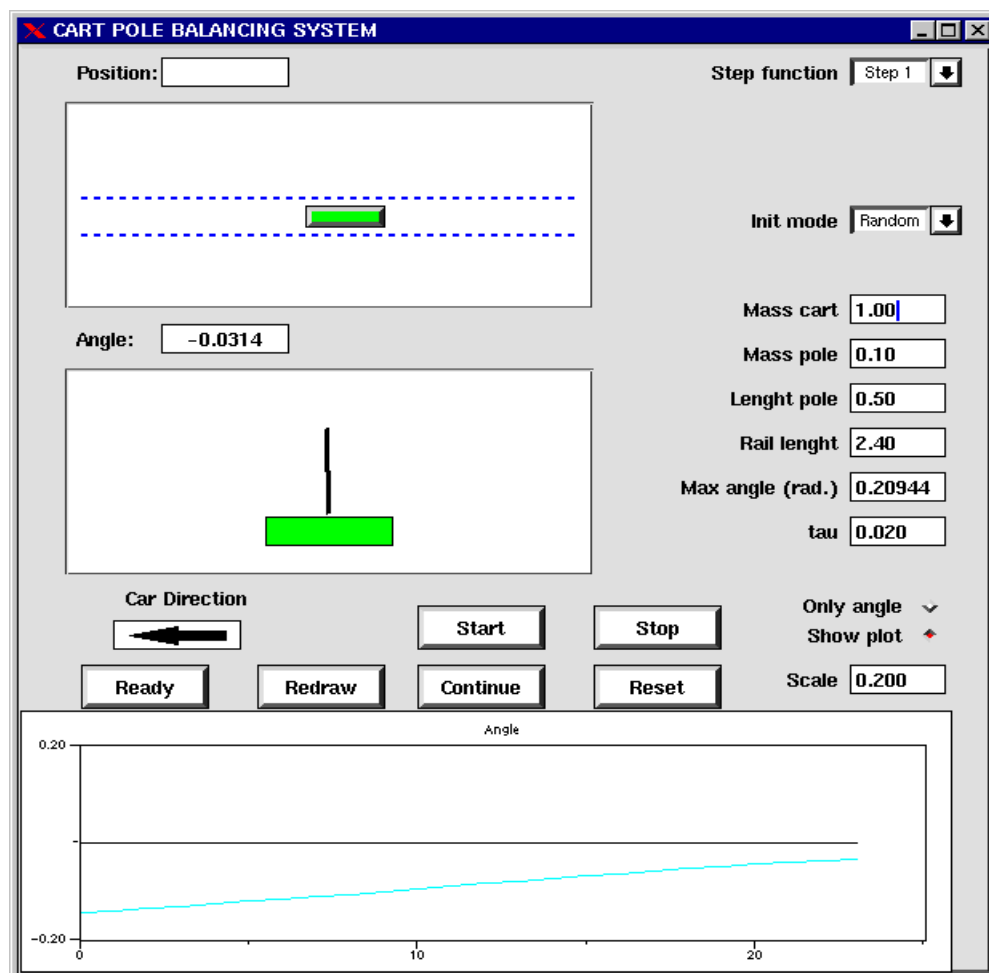 CART POLE BALANCING SYSTEM
Position:
Step function Step 1
Init mode Random
Mass cart 1.00
Angle: -0.0314
Mass pole 0.10
Lenght pole 0.50
Rail lenght 2.40
Max angle (rad.) 0.20944
tau 0.020
Car Direction
Only angle
Start Stop
Show plot
Ready Redraw Continue Reset
Scale 0.200
Angle
0.20
-
-0.20
0 10 20